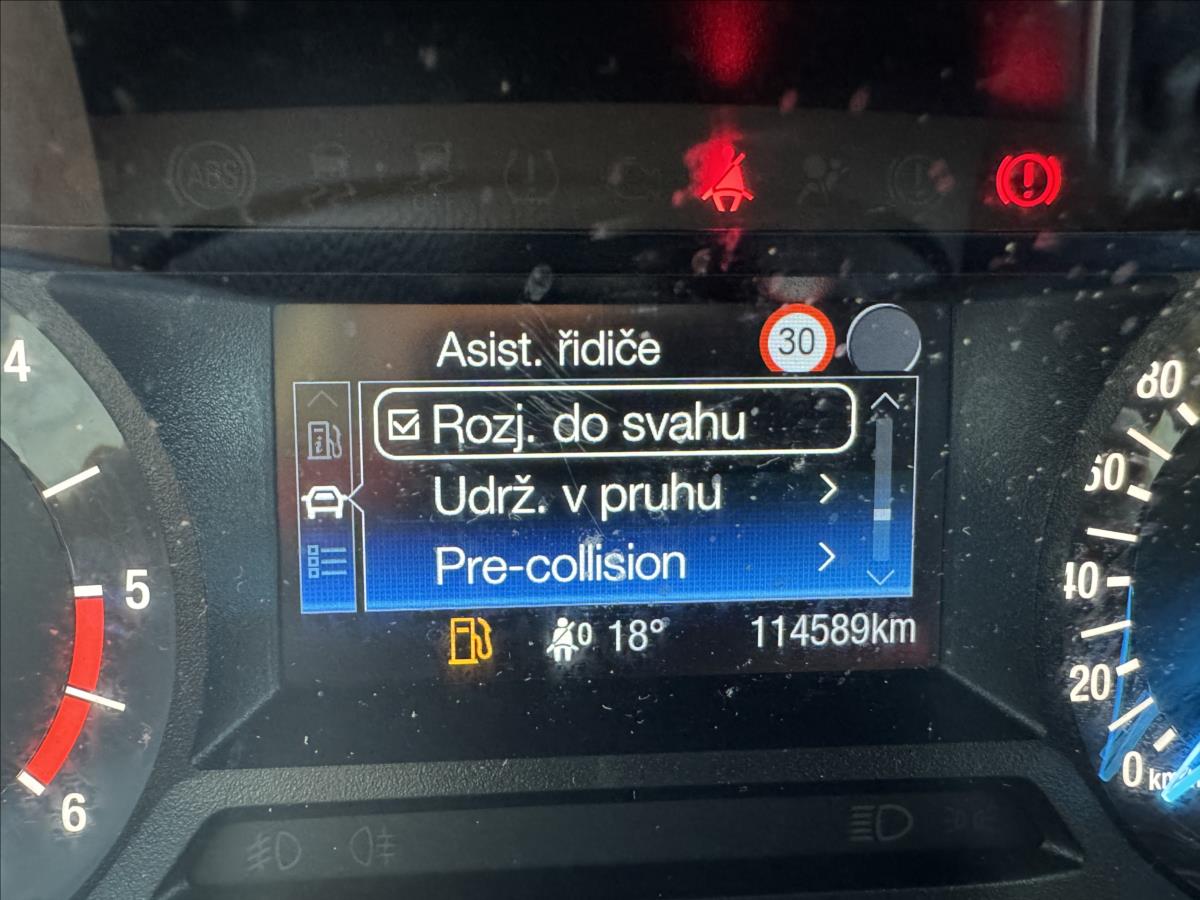 ABS
Asist. řidiče
30
Rozj. do svahu
Udrž. v pruhu
Pre-collision
0 18° 114589km
4
5
6
80
60
40
20
0